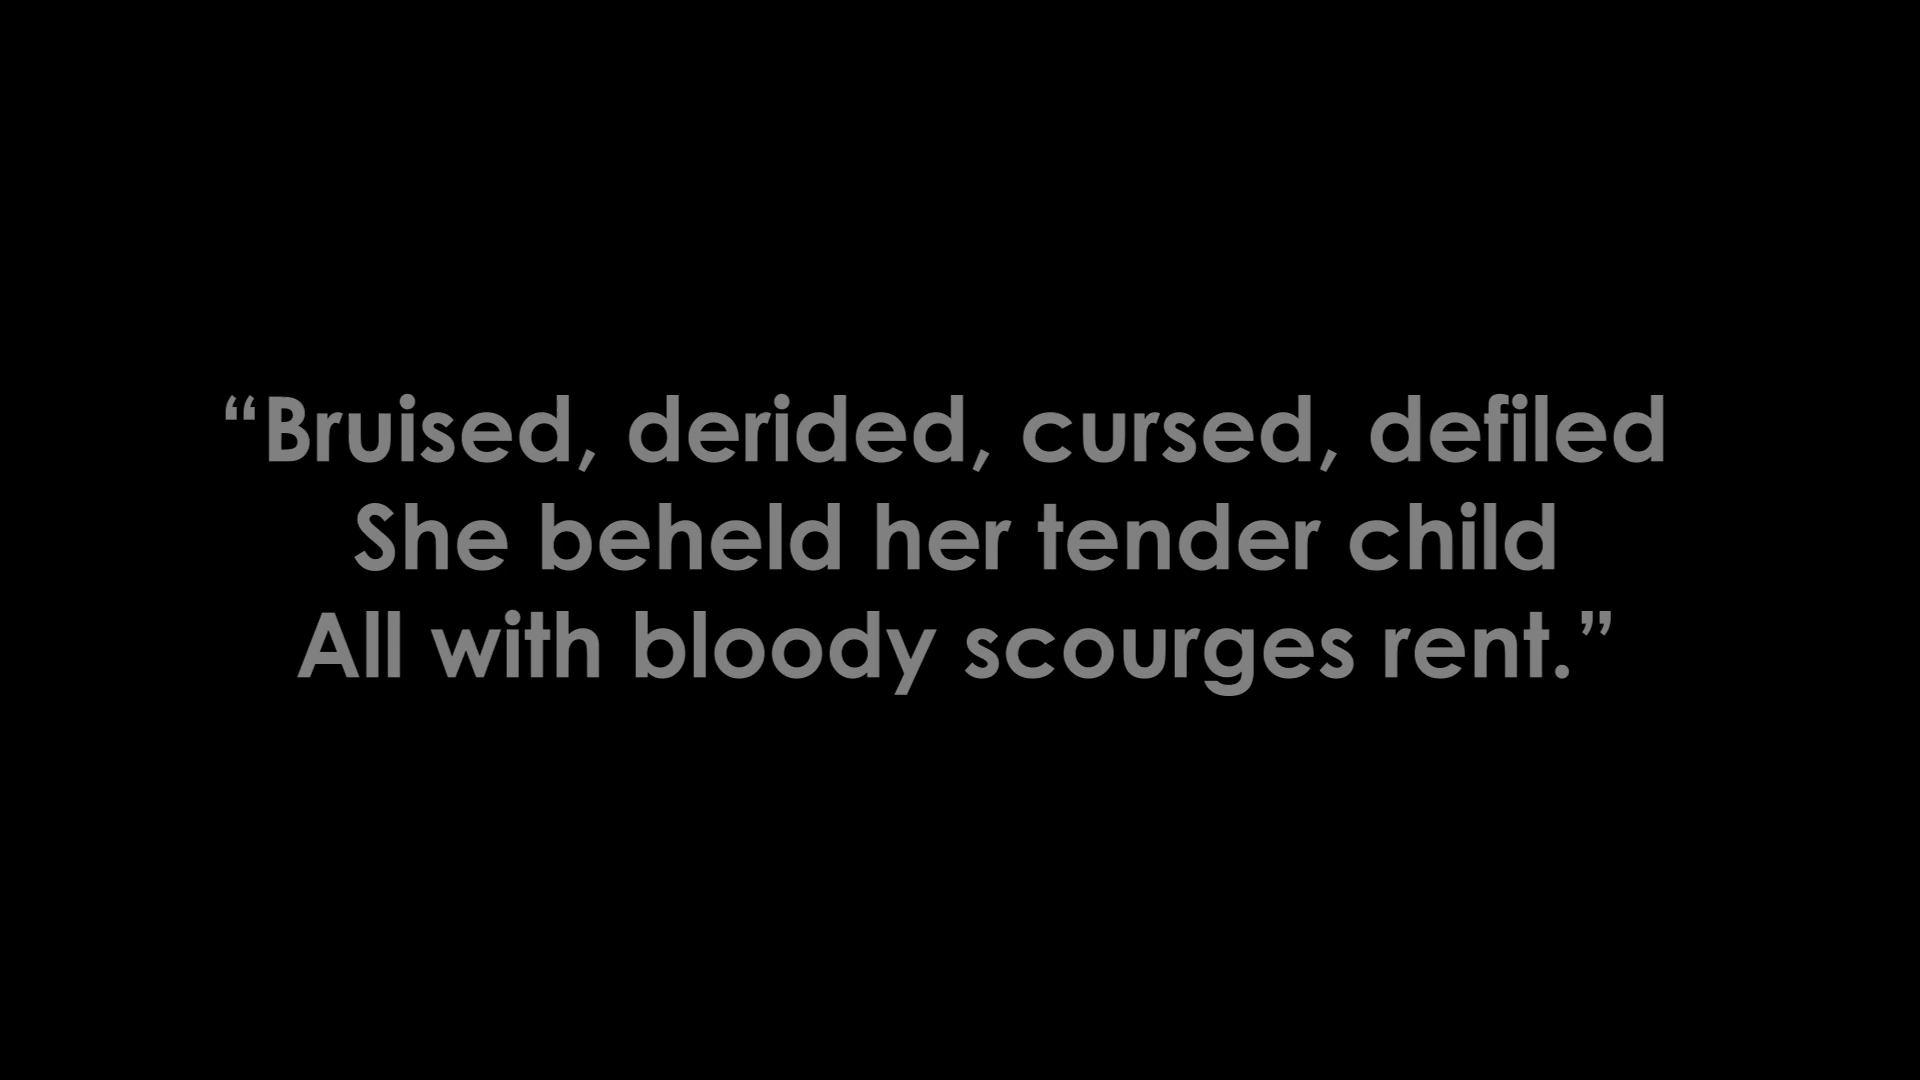 “Bruised, derided, cursed, defiled
She beheld her tender child
All with bloody scourges rent.”